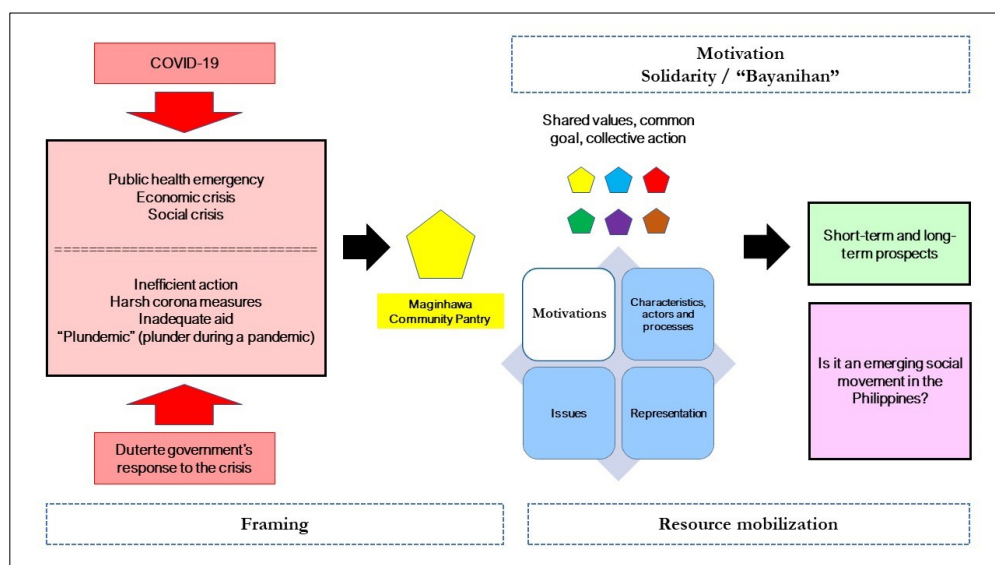 COVID-19
Public health emergency
Economic crisis
Social crisis
==================================
Inefficient action
Harsh corona measures
Inadequate aid
“Plundemic” (plunder during a pandemic)
Duterte government’s
response to the crisis
Framing
Maginhawa
Community Pantry
Motivation
Solidarity / “Bayanihan”
Shared values, common
goal, collective action
Motivations
Characteristics,
actors and
processes
Issues
Representation
Resource mobilization
Short-term and long-
term prospects
Is it an emerging social
movement in the
Philippines?